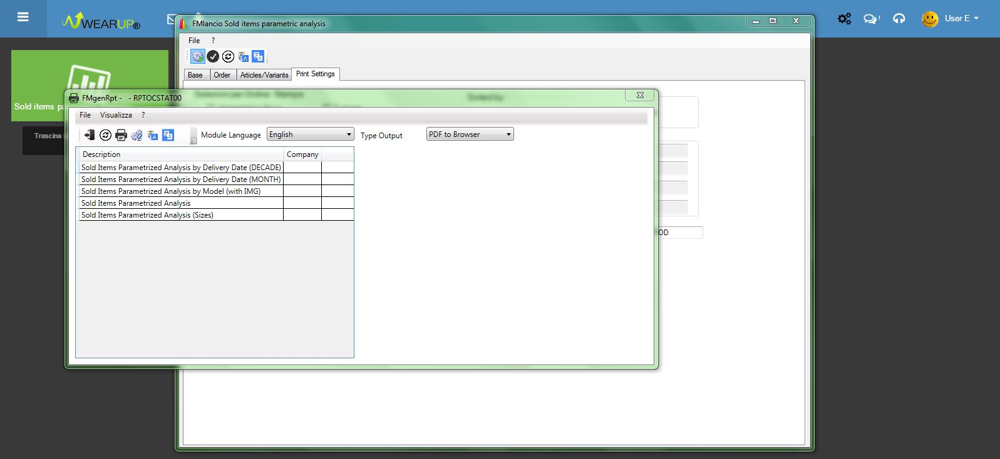 WEARUP®
!
User E
FMlancio Sold items parametric analysis
File ?
Base Order Articles/Variants Print Settings
Sorted by
Sold items pa
Trascina
FMgenRpt - - RPTOCSTAT00
File Visualizza ?
Module Language English Type Output PDF to Browser
Description Company
Sold Items Parametrized Analysis by Delivery Date (DECADE)
Sold Items Parametrized Analysis by Delivery Date (MONTH)
Sold Items Parametrized Analysis by Model (with IMG)
Sold Items Parametrized Analysis
Sold Items Parametrized Analysis (Sizes)
OD